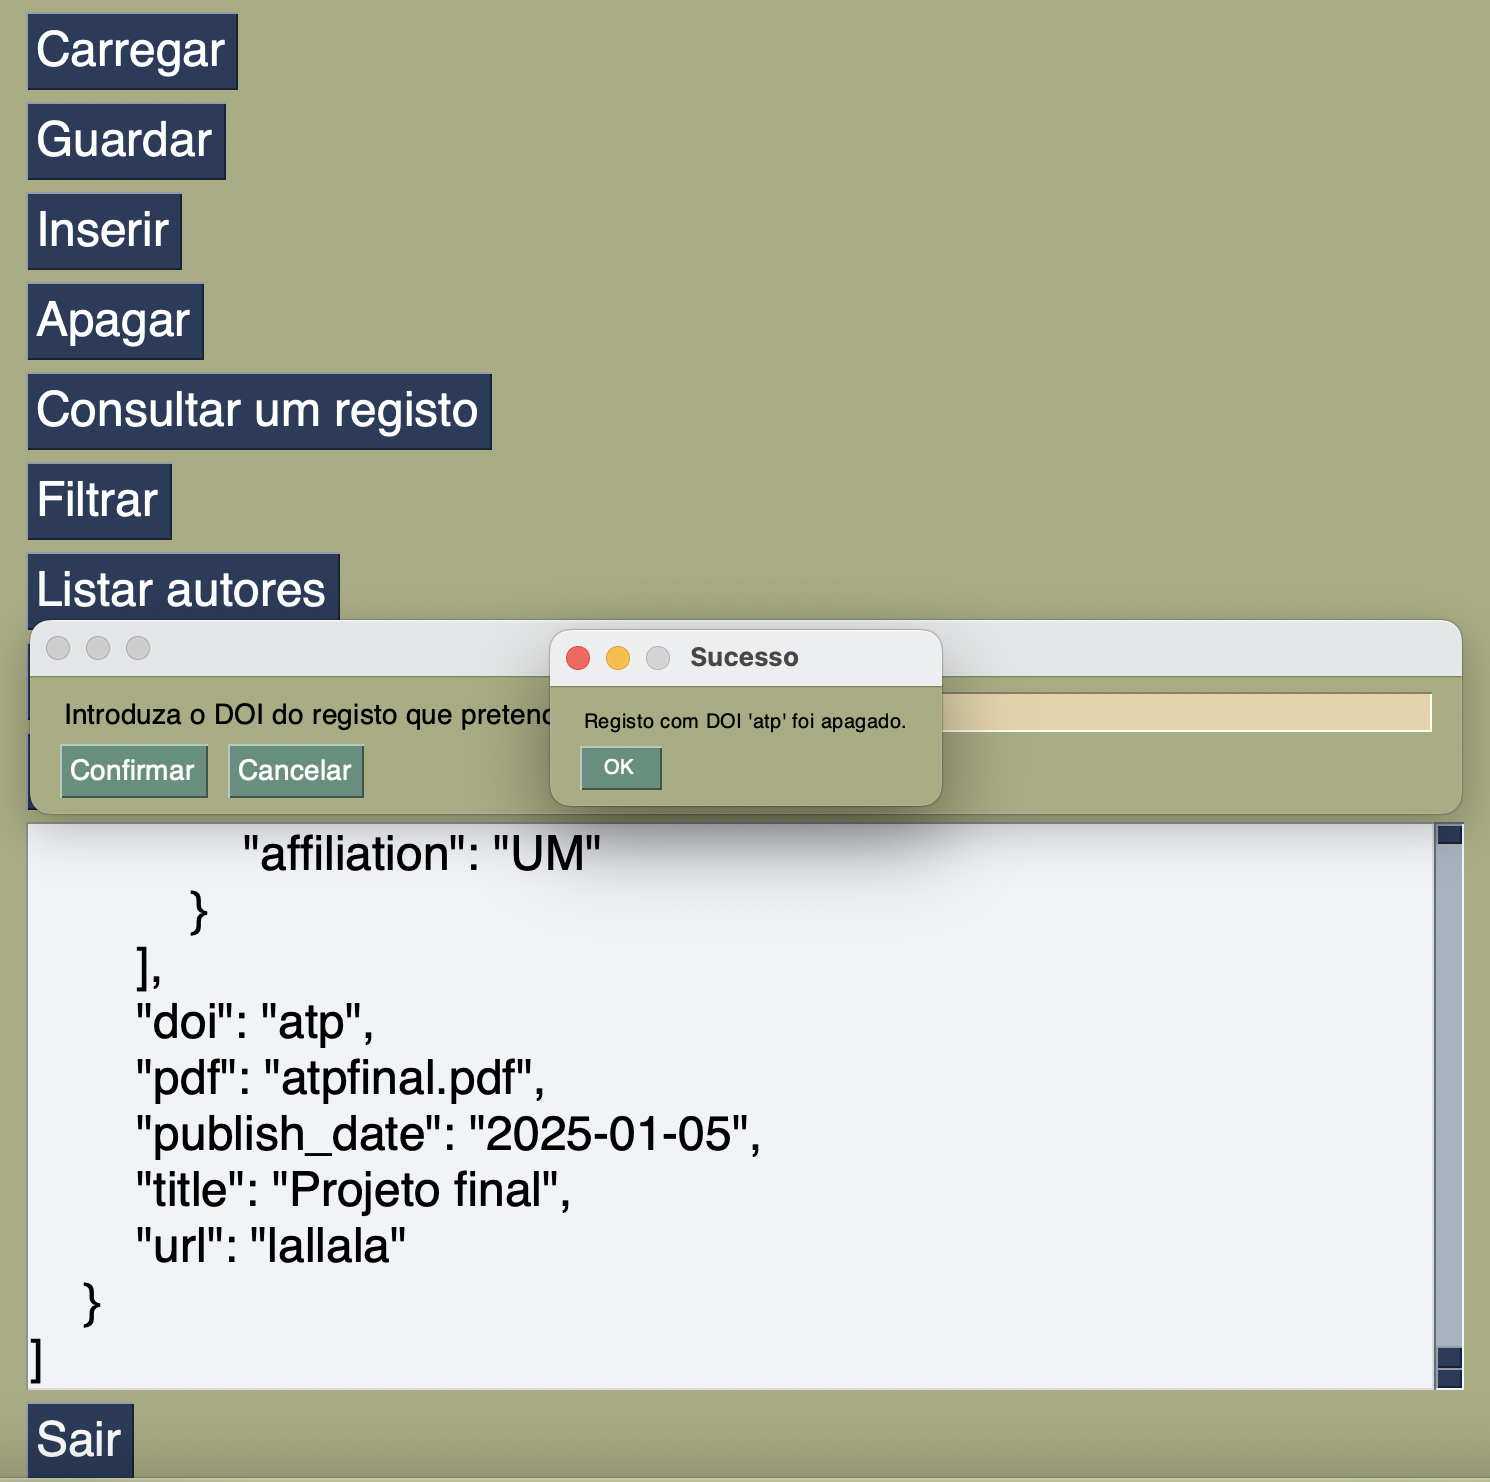 Carregar
Guardar
Inserir
Apagar
Consultar um registo
Filtrar
Listar autores
Sucesso
Introduza o DOI do registo que
Registo com DOI 'atp' foi apagado.
Confirmar
Cancelar
OK
"affiliation": "UM"
}
],
"doi": "atp",
"pdf": "atpfinal.pdf",
"publish_date": "2025-01-05",
"title": "Projeto final",
"url": "lallala"
}
]
Sair